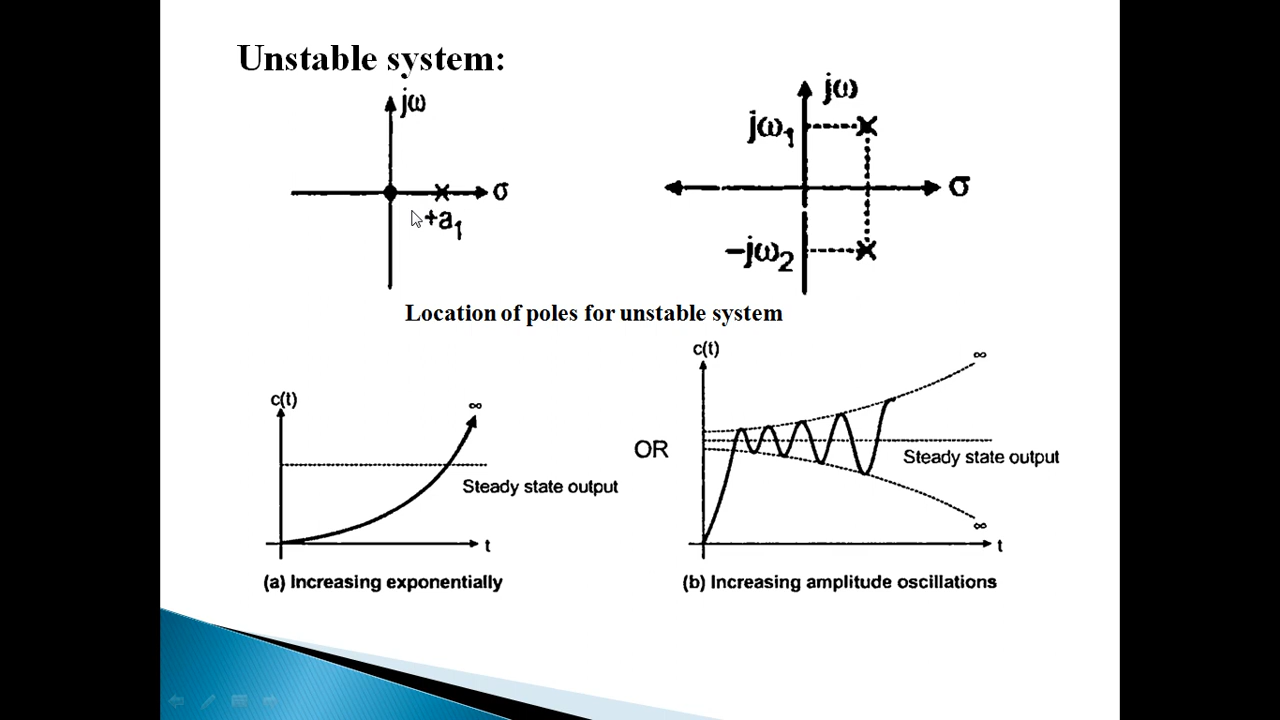 Unstable system:
jω
σ
+a1
jω
jω1
σ
−jω2
Location of poles for unstable system
c(t)
∞
Steady state output
t
(a) Increasing exponentially
OR
c(t)
∞
Steady state output
∞
t
(b) Increasing amplitude oscillations